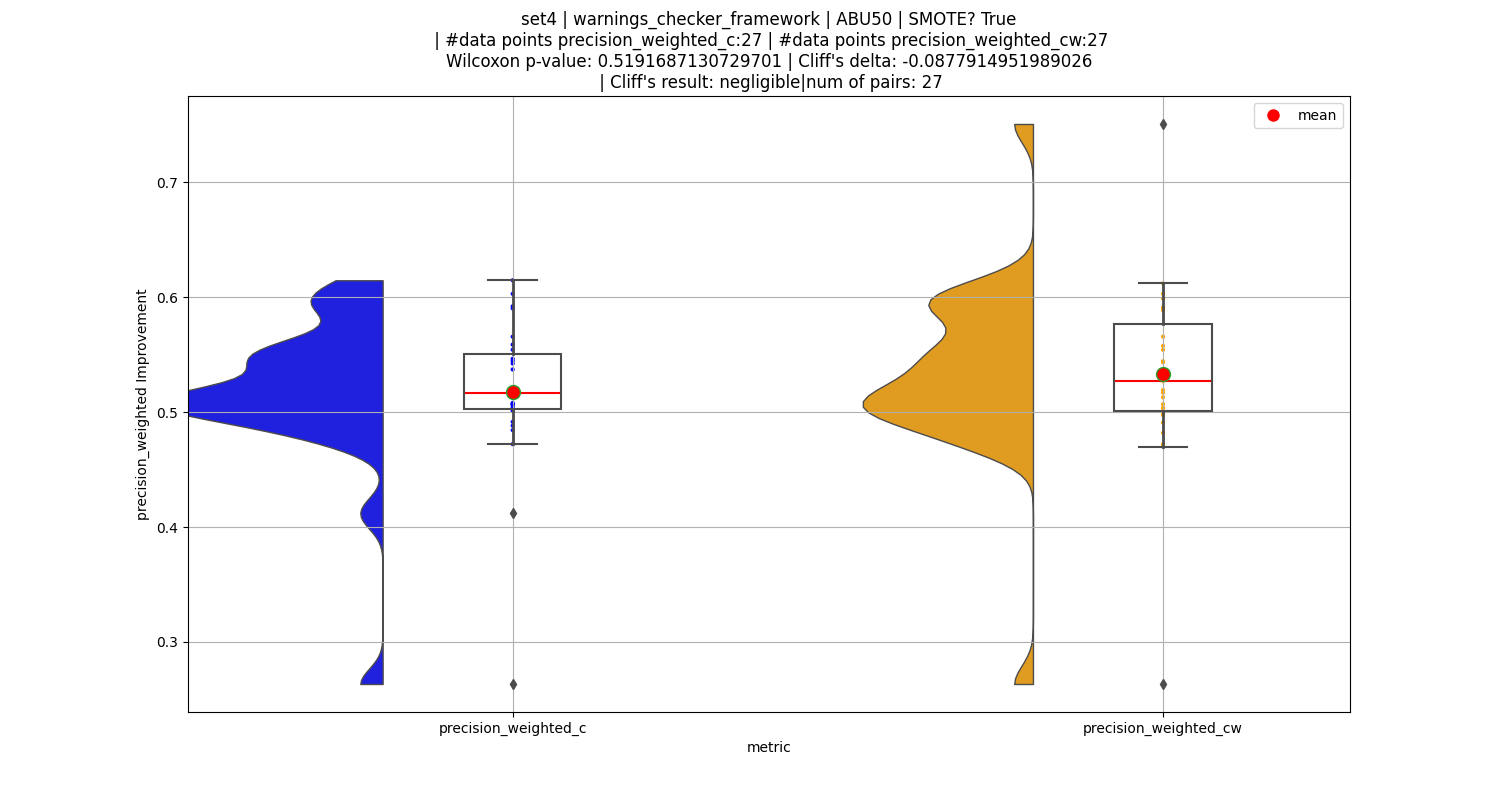 set4 | warnings_checker_framework | ABU50 | SMOTE? True
| #data points precision_weighted_c:27 | #data points precision_weighted_cw:27
Wilcoxon p-value: 0.5191687130729701 | Cliff's delta: -0.0877914951989026
| Cliff's result: negligible|num of pairs: 27
mean
0.7
0.6
0.5
0.4
0.3
precision_weighted Improvement
precision_weighted_c
precision_weighted_cw
metric